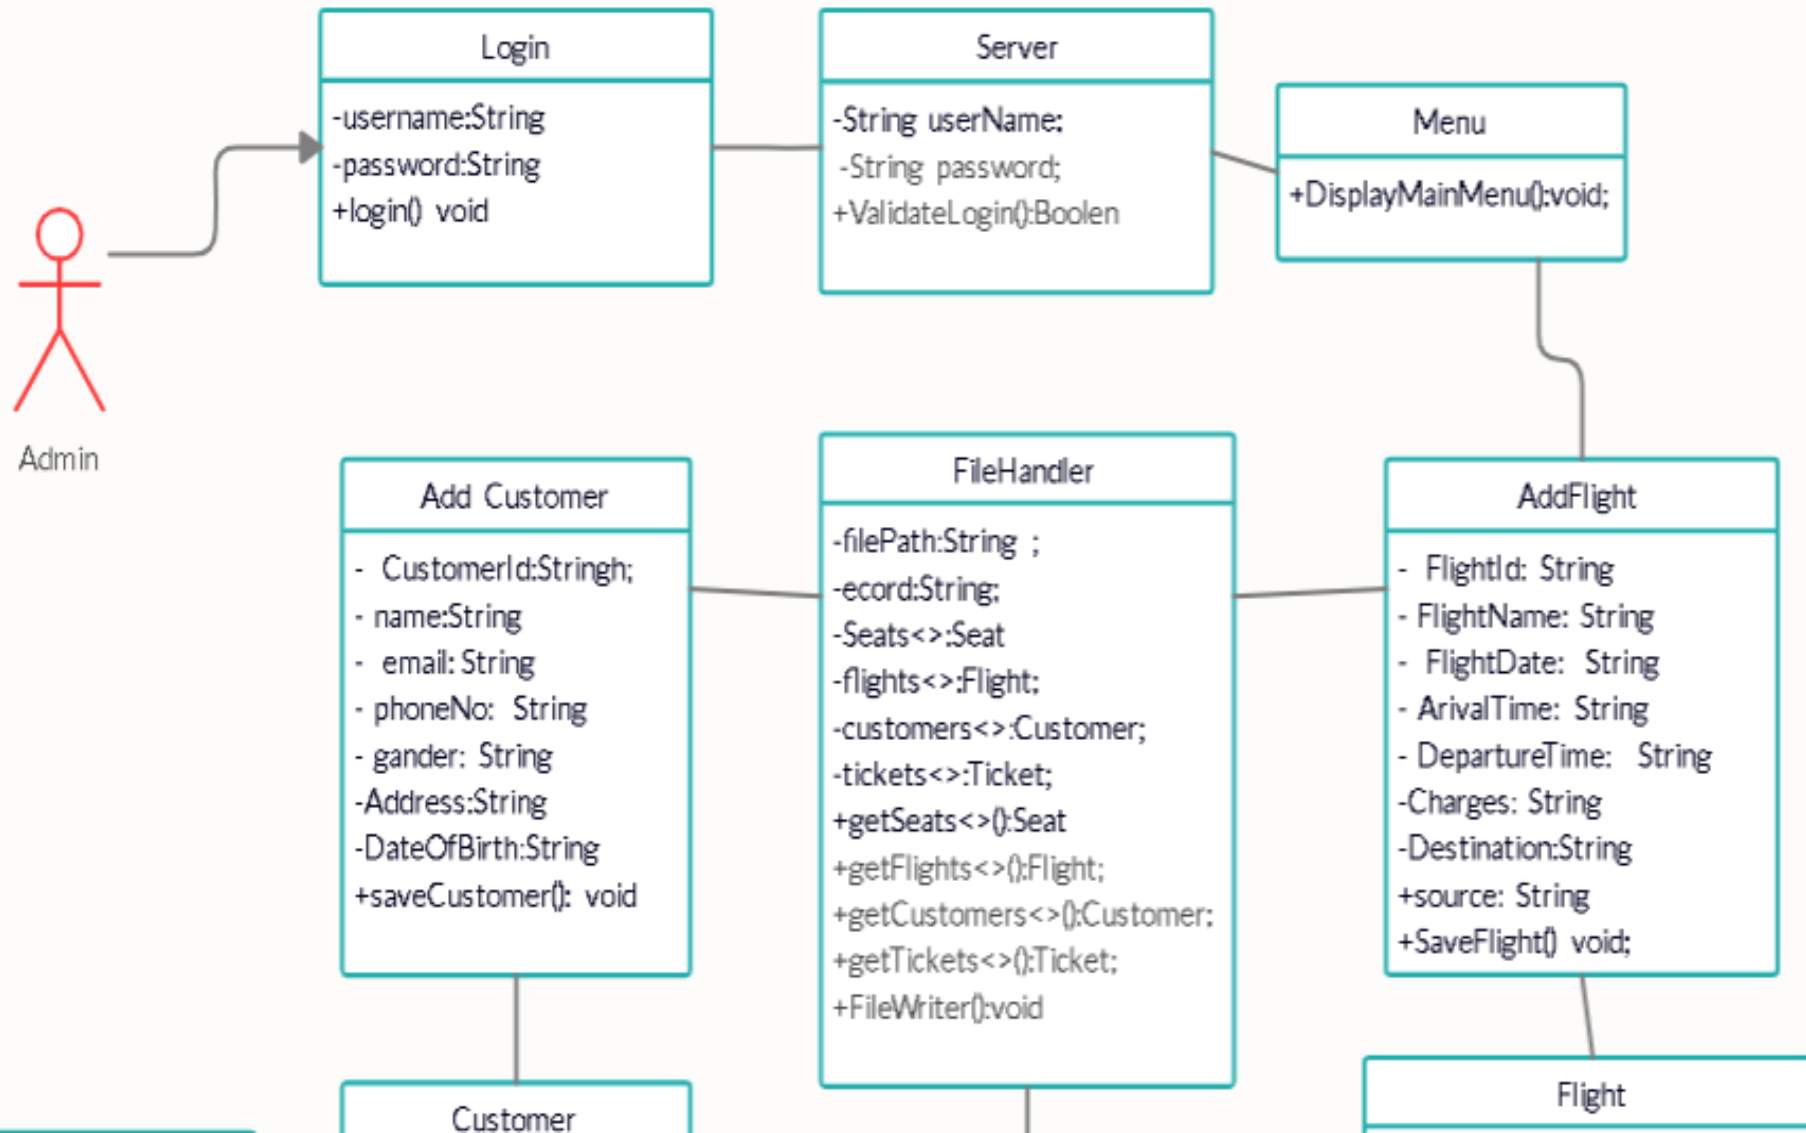 Login
-username:String
-password:String
+login() void
Server
-String userName;
-String password;
+ValidateLogin():Boolen
Menu
+DisplayMainMenu():void;
Admin
Add Customer
- CustomerId:Stringh;
- name:String
- email: String
- phoneNo: String
- gander: String
-Address:String
-DateOfBirth:String
+saveCustomer(): void
FileHandler
-filePath:String ;
-ecord:String;
-Seats<>:Seat
-flights<>:Flight;
-customers<>:Customer;
-tickets<>:Ticket;
+getSeats<>():Seat
+getFlights<>():Flight;
+getCustomers<>():Customer;
+getTickets<>():Ticket;
+FileWriter():void
AddFlight
- FlightId: String
- FlightName: String
- FlightDate: String
- ArivalTime: String
- DepartureTime: String
-Charges: String
-Destination:String
+source: String
+SaveFlight() void;
Customer
Flight